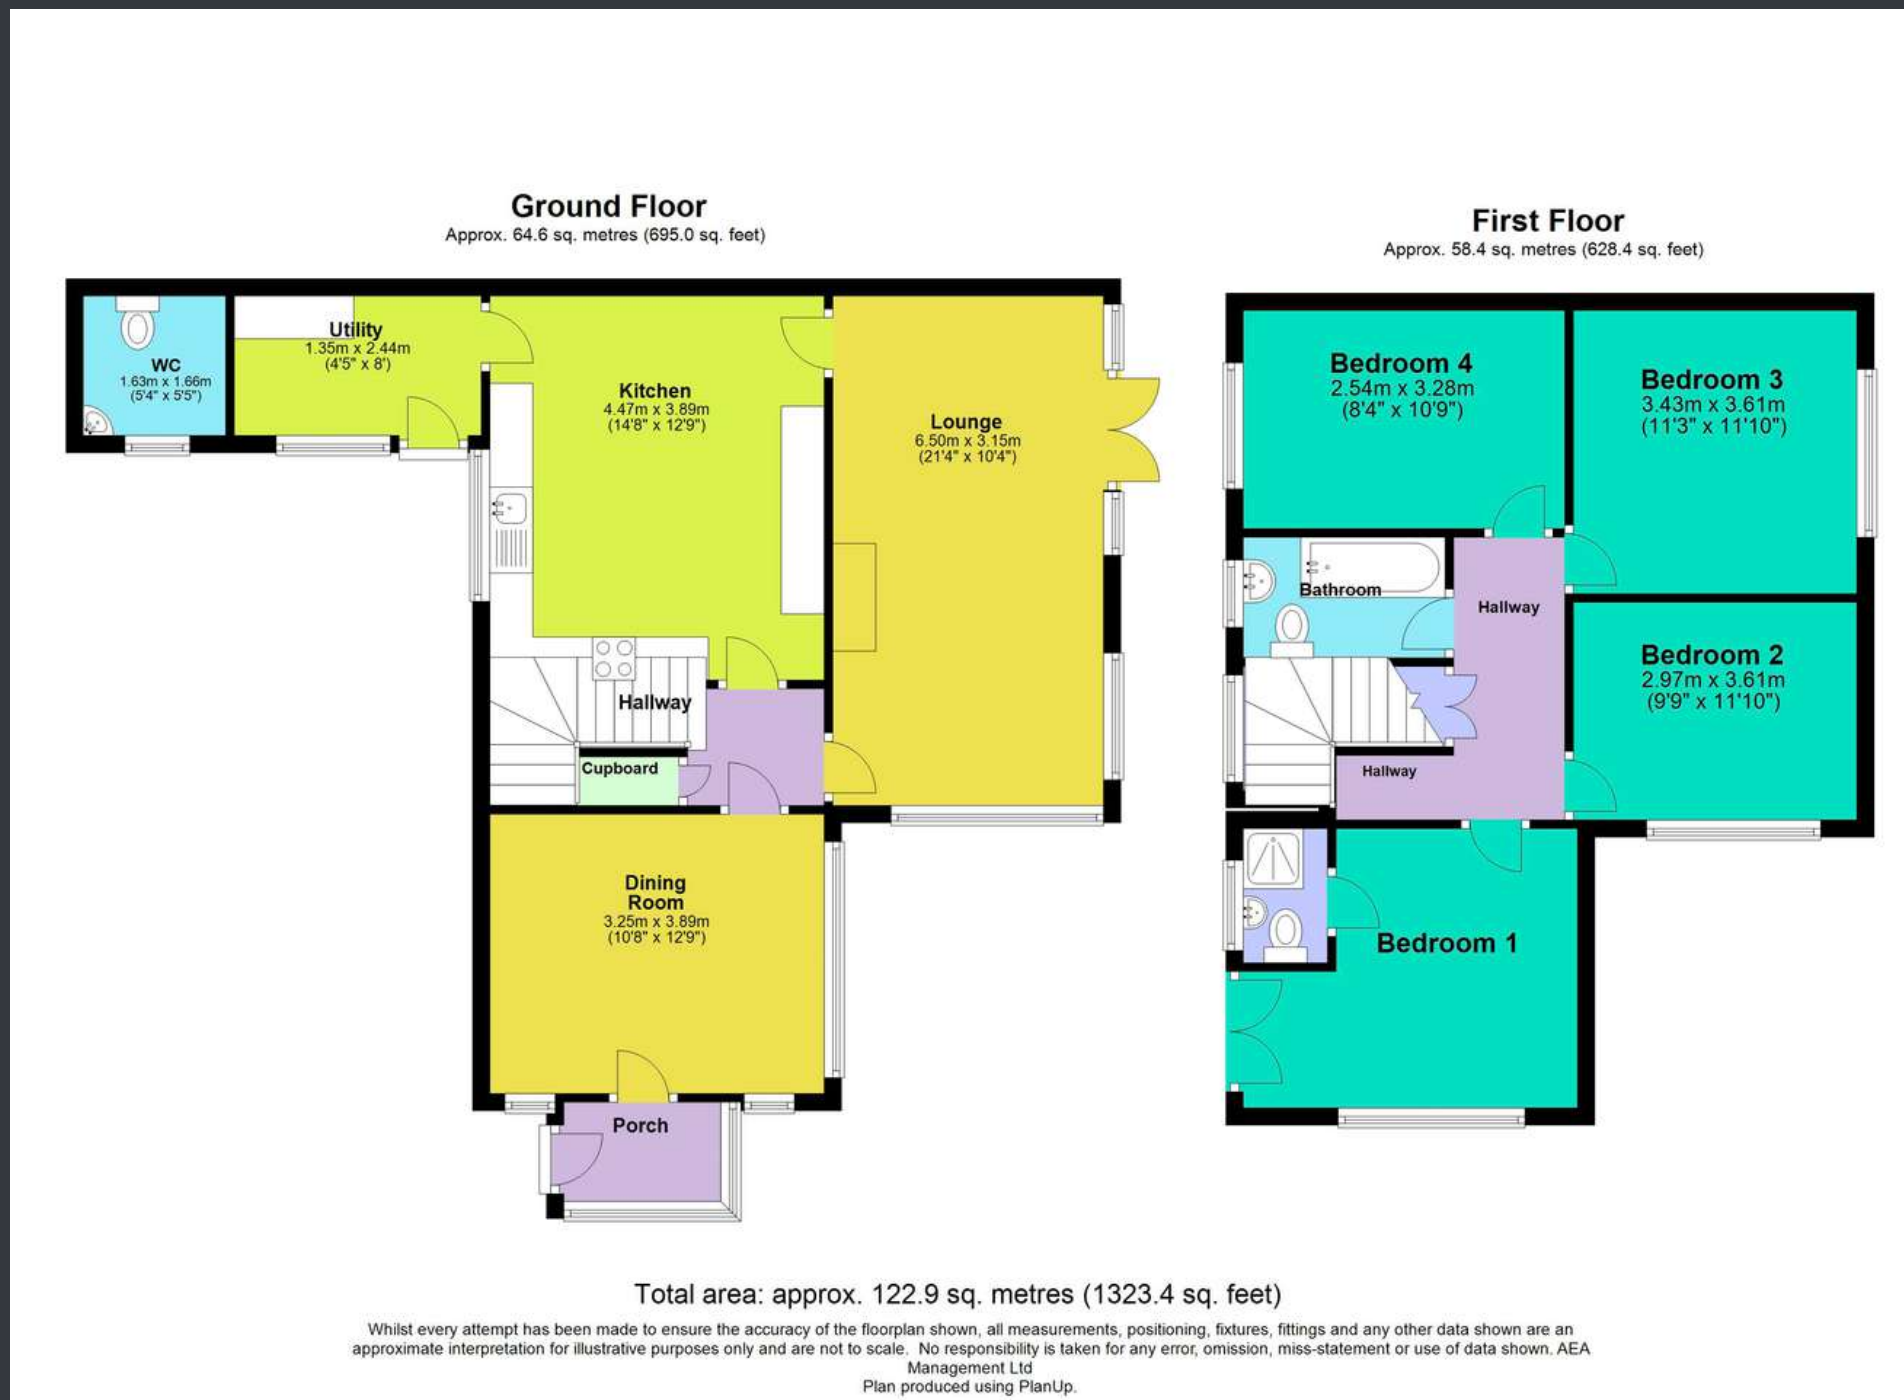 Ground Floor
Approx. 64.6 sq. metres (695.0 sq. feet)
WC
1.63m x 1.66m
(5'4" x 5'5")
Utility
1.35m x 2.44m
(4'5" x 8')
Kitchen
4.47m x 3.89m
(14'8" x 12'9")
Lounge
6.50m x 3.15m
(21'4" x 10'4")
Hallway
Cupboard
Dining
Room
3.25m x 3.89m
(10'8" x 12'9")
Porch
First Floor
Approx. 58.4 sq. metres (628.4 sq. feet)
Bedroom 4
2.54m x 3.28m
(8'4" x 10'9")
Bedroom 3
3.43m x 3.61m
(11'3" x 11'10")
Bathroom
Hallway
Bedroom 2
2.97m x 3.61m
(9'9" x 11'10")
Hallway
Bedroom 1
Total area: approx. 122.9 sq. metres (1323.4 sq. feet)
Whilst every attempt has been made to ensure the accuracy of the floorplan shown, all measurements, positioning, fixtures, fittings and any other data shown are an
approximate interpretation for illustrative purposes only and are not to scale. No responsibility is taken for any error, omission, miss-statement or use of data shown. AEA
Management Ltd
Plan produced using PlanUp.